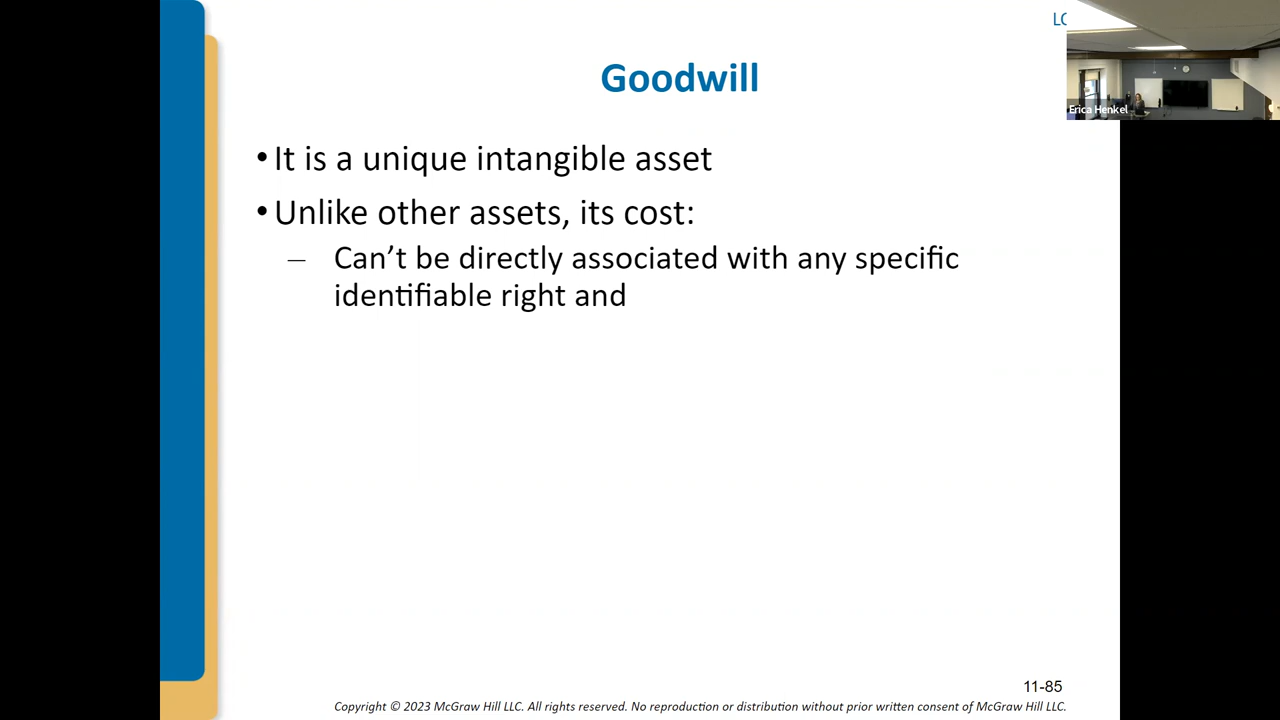 LO
Goodwill
Erica Henkel
•It is a unique intangible asset
•Unlike other assets, its cost:
– Can’t be directly associated with any specific
identifiable right and
11-85
Copyright © 2023 McGraw Hill LLC. All rights reserved. No reproduction or distribution without prior written consent of McGraw Hill LLC.